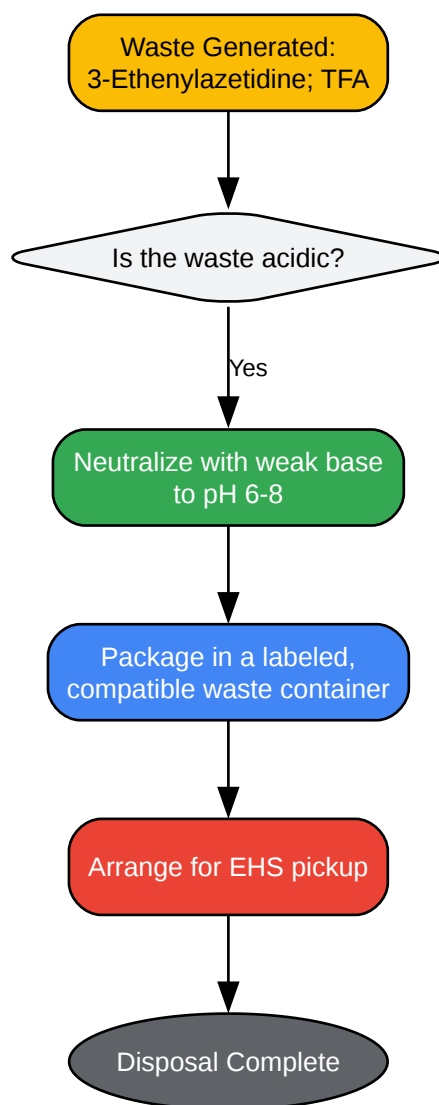 Waste Generated:
3-Ethenylazetidine; TFA
Is the waste acidic?
Yes
Neutralize with weak base
to pH 6-8
Package in a labeled,
compatible waste container
Arrange for EHS pickup
Disposal Complete